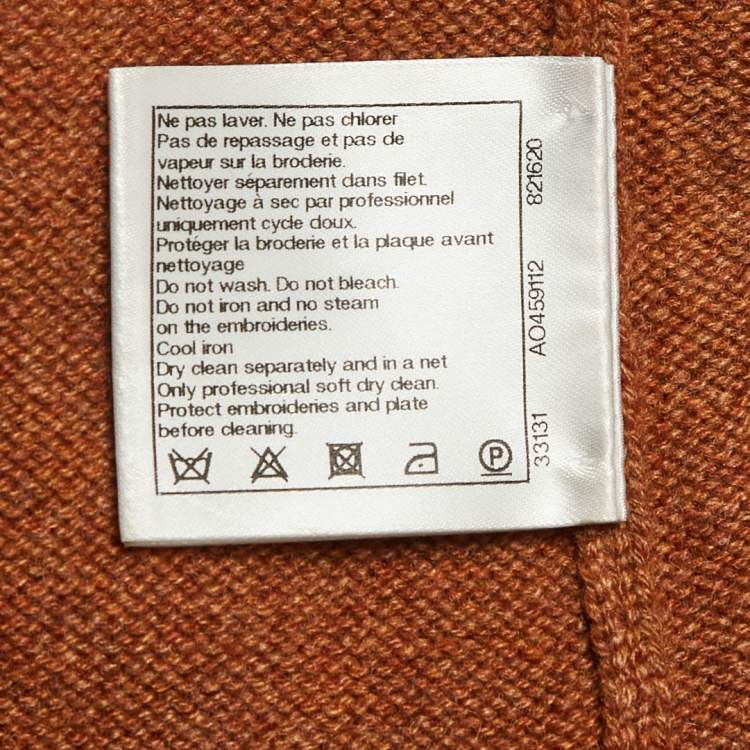 Ne pas laver. Ne pas chlorer
Pas de repassage et pas de
vapeur sur la broderie.
Nettoyer séparement dans filet.
Nettoyage à sec par professionnel
uniquement cycle doux.
Protéger la broderie et la plaque avant
nettoyage
Do not wash. Do not bleach.
Do not iron and no steam
on the embroideries.
Cool iron
Dry clean separately and in a net
Only professional soft dry clean.
Protect embroideries and plate
before cleaning.
P
33131 AO459112 821620